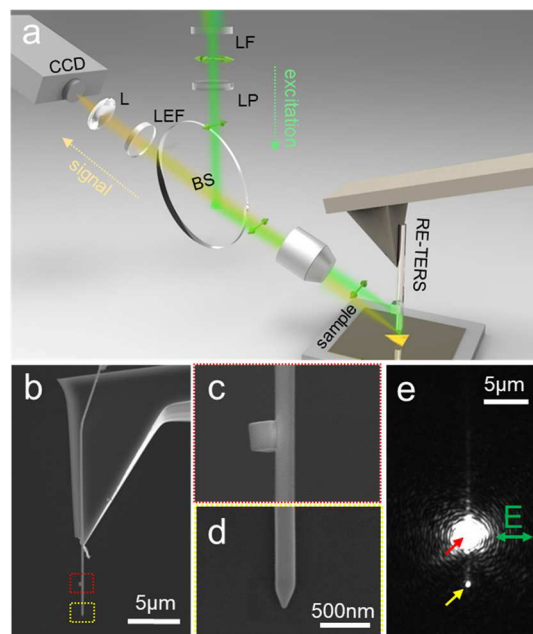 a
LF
CCD
LP
excitation
L
LEF
signal
BS
RE-TERS
sample
b
5μm
c
d
500nm
e
5μm
E